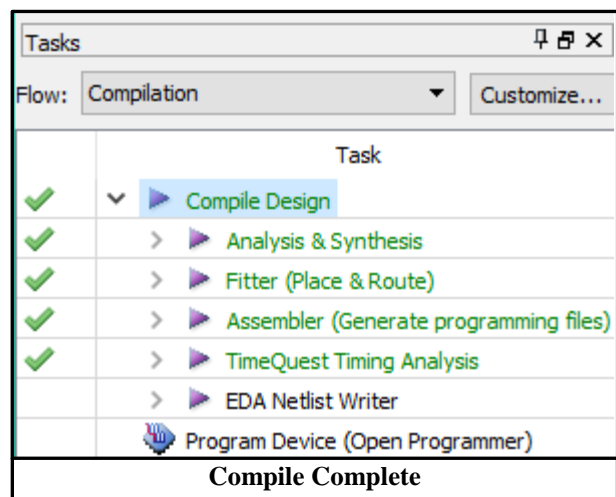 Tasks
Flow: Compilation Customize...
Task
Compile Design
Analysis & Synthesis
Fitter (Place & Route)
Assembler (Generate programming files)
TimeQuest Timing Analysis
EDA Netlist Writer
Program Device (Open Programmer)
Compile Complete